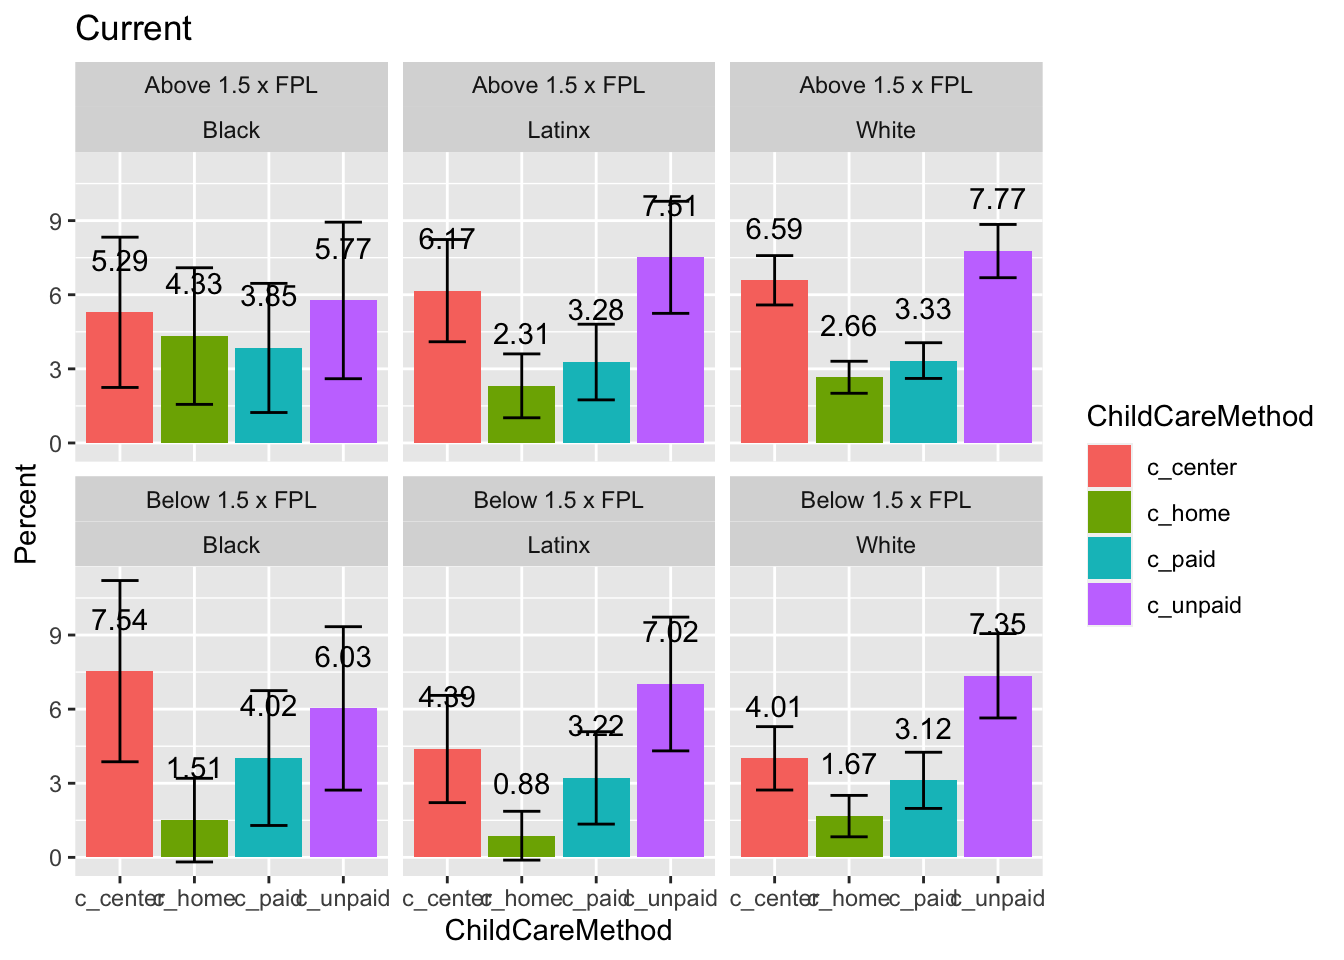 Current
Above 1.5 x FPL
Black
Above 1.5 x FPL
Latinx
Above 1.5 x FPL
White
9
6
3
0
5.29
4.33
3.85
5.77
6.17
2.31
3.28
7.51
6.59
2.66
3.33
7.77
Percent
Below 1.5 x FPL
Black
Below 1.5 x FPL
Latinx
Below 1.5 x FPL
White
9
6
3
0
7.54
1.51
4.02
6.03
4.39
0.88
3.22
7.02
4.01
1.67
3.12
7.35
c_center c_home c_paid c_unpaid
c_center c_home c_paid c_unpaid
c_center c_home c_paid c_unpaid
ChildCareMethod
ChildCareMethod
c_center
c_home
c_paid
c_unpaid